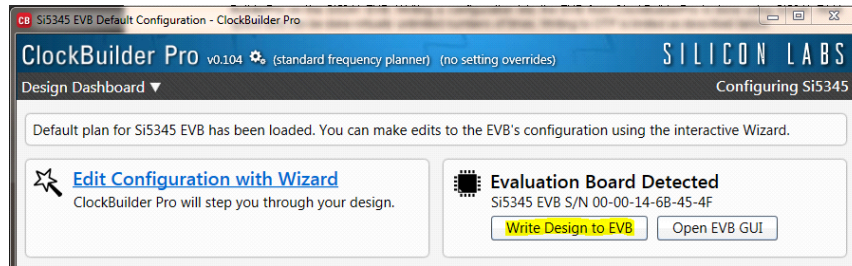 CB Si5345 EVB Default Configuration - ClockBuilder Pro
ClockBuilder Pro v0.104 (standard frequency planner) (no setting overrides) SILICON LABS
Design Dashboard ▼ Configuring Si5345
Default plan for Si5345 EVB has been loaded. You can make edits to the EVB's configuration using the interactive Wizard.
Edit Configuration with Wizard
ClockBuilder Pro will step you through your design.
Evaluation Board Detected
Si5345 EVB S/N 00-00-14-6B-45-4F
Write Design to EVB Open EVB GUI